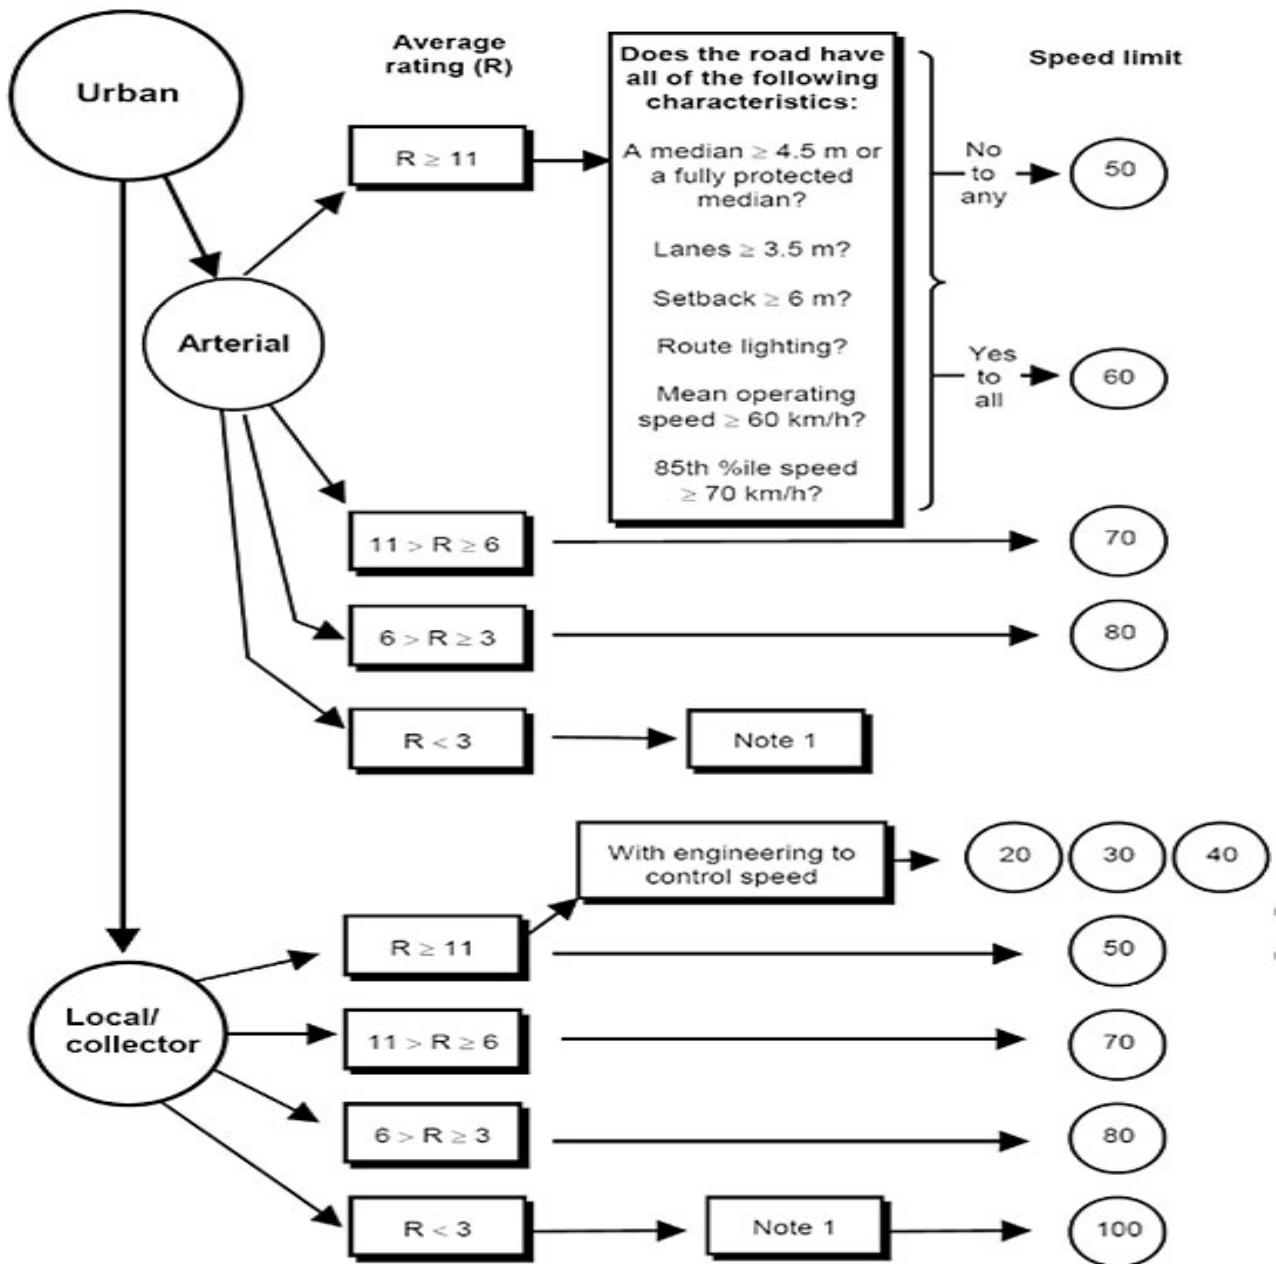 Urban
Average
rating (R)
Does the road have
all of the following
characteristics:
Speed limit
R ≥ 11
A median ≥ 4.5 m or
a fully protected
median?
Lanes ≥ 3.5 m?
Setback ≥ 6 m?
Route lighting?
Mean operating
speed ≥ 60 km/h?
85th %ile speed
≥ 70 km/h?
No
to
any
50
Yes
to
all
60
Arterial
11 > R ≥ 6
70
6 > R ≥ 3
80
R < 3
Note 1
With engineering to
control speed
20
30
40
R ≥ 11
50
Local/
collector
11 > R ≥ 6
70
6 > R ≥ 3
80
R < 3
Note 1
100